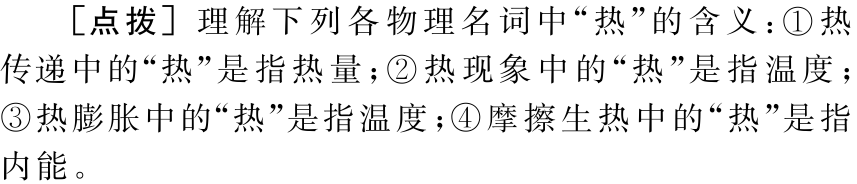 ［点拨］理解下列各物理名词中“热”的含义:①热
传递中的“热”是指热量;②热现象中的“热”是指温度;
③热膨胀中的“热”是指温度;④摩擦生热中的“热”是指
内能。